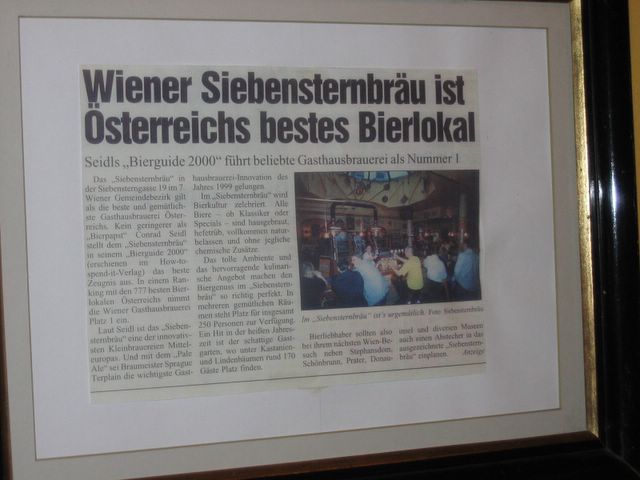 Wiener Siebensternbräu ist
Österreichs bestes Bierlokal
Seidls „Bierguide 2000“ führt beliebte Gasthausbrauerei als Nummer 1
Das „Siebensternbräu“ in
der Siebensterngasse 19 im 7.
Wiener Gemeindebezirk gilt
als die beste und gemütlich-
ste Gasthausbrauerei Öster-
reichs. Kein geringerer als
„Bierpapst“ Conrad Seidl
stellt dem „Siebensternbräu“
in seinem „Bierguide 2000“
(erschienen im How-to-
spend-it-Verlag) das beste
Zeugnis aus. In einem Ran-
king mit den 777 besten Bier-
lokalen Österreichs nimmt
die Wiener Gasthausbrauerei
Platz 1 ein.
Laut Seidl ist das „Sieben-
sternbräu“ eine der innovativ-
sten Kleinbrauereien Mittel-
europas. Und mit dem „Pale
Ale“ sei Braumeister Sprague
Terplain die wichtigste Gast-
hausbrauerei-Innovation des
Jahres 1999 gelungen.
Im „Siebensternbräu“ wird
Bierkultur zelebriert. Alle
Biere – ob Klassiker oder
Specials – sind hausgebraut,
hefetrüb, vollkommen natur-
belassen und ohne jegliche
chemische Zusätze.
Das tolle Ambiente und
das hervorragende kulinari-
sche Angebot machen den
Biergenuss im „Siebenstern-
bräu“ so richtig perfekt. In
mehreren gemütlichen Räu-
men steht Platz für insgesamt
250 Personen zur Verfügung.
Ein Hit in der heißen Jahres-
zeit ist der schattige Gast-
garten, wo unter Kastanien-
und Lindenbäumen rund 170
Gäste Platz finden.
Im „Siebensternbräu“ ist's urgemütlich. Foto Siebensternbräu
Bierliebhaber sollten also
bei ihrem nächsten Wien-Be-
such neben Stephansdom,
Schönbrunn, Prater, Donau-
insel und diversen Museen
auch einen Abstecher in das
ausgezeichnete „Siebenstern-
bräu“ einplanen. Anzeige